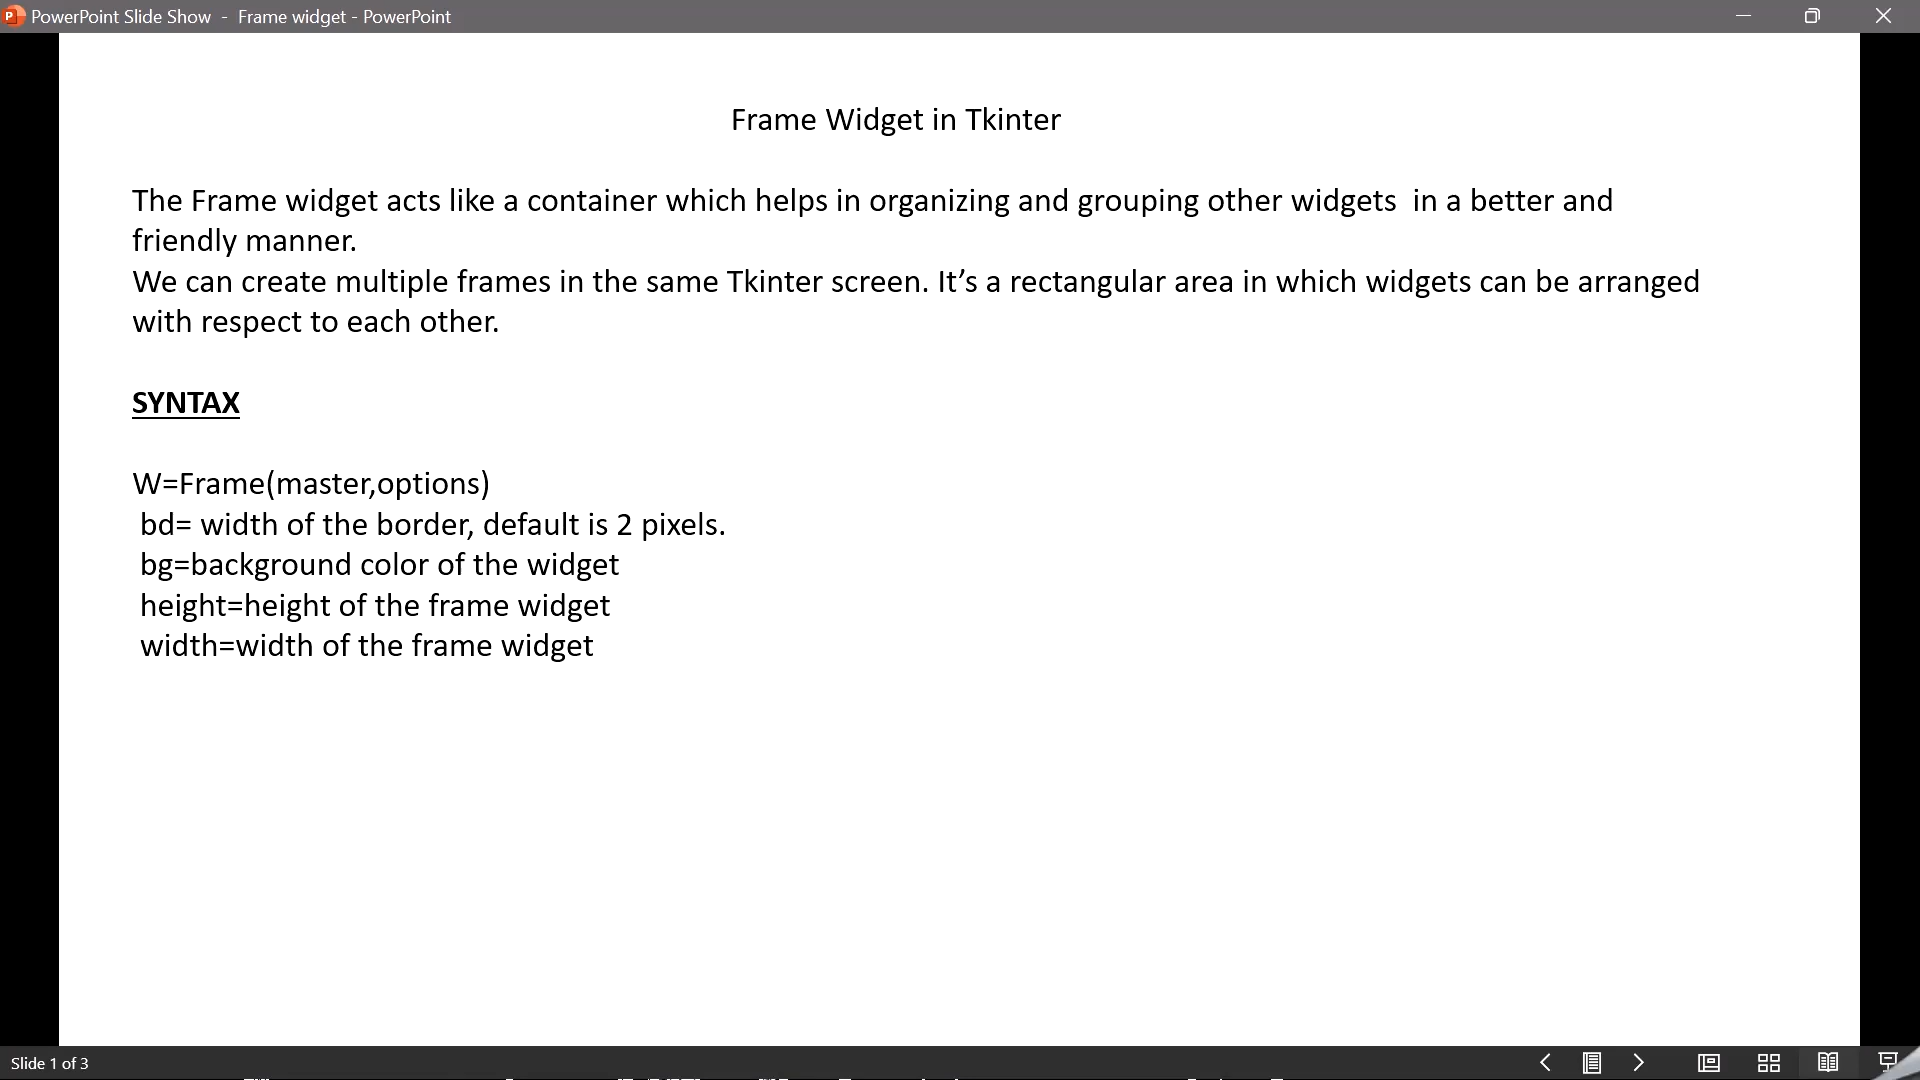 PowerPoint Slide Show - Frame widget - PowerPoint
Frame Widget in Tkinter
The Frame widget acts like a container which helps in organizing and grouping other widgets  in a better and
friendly manner.
We can create multiple frames in the same Tkinter screen. It’s a rectangular area in which widgets can be arranged
with respect to each other.
SYNTAX
W=Frame(master,options)
bd= width of the border, default is 2 pixels.
bg=background color of the widget
height=height of the frame widget
width=width of the frame widget
Slide 1 of 3